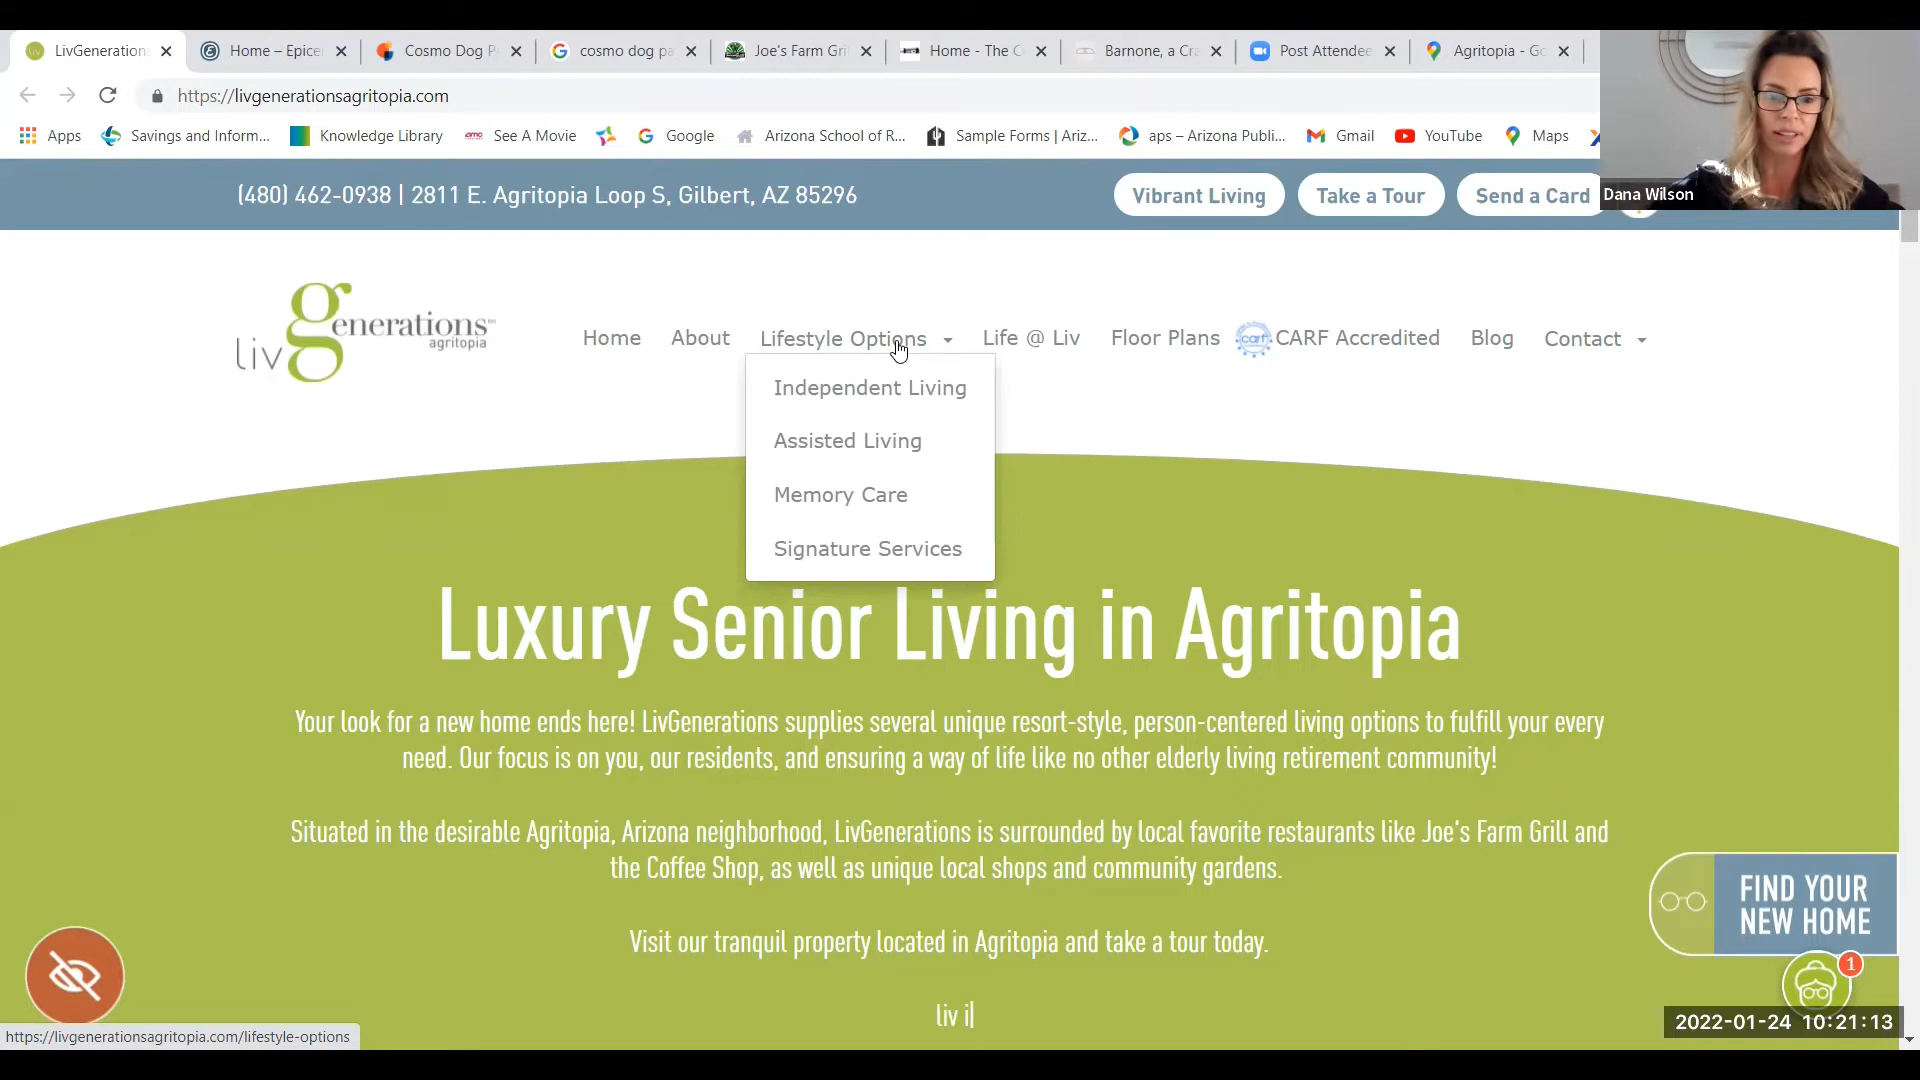 LivGeneration
Home – Epice
Cosmo Dog P
cosmo dog pa
Joe's Farm Gri
Home - The C
Barnone, a Cra
Post Attendee
Agritopia - Go
https://livgenerationsagritopia.com
Apps
Savings and Inform...
Knowledge Library
amc
See A Movie
Google
Arizona School of R...
Sample Forms | Ariz...
aps – Arizona Publi...
Gmail
YouTube
Maps
Dana Wilson
(480) 462-0938 | 2811 E. Agritopia Loop S, Gilbert, AZ 85296
Vibrant Living
Take a Tour
Send a Card
liv generations
agritopia
Home
About
Lifestyle Options
Life @ Liv
Floor Plans
carf
CARF Accredited
Blog
Contact
Independent Living
Assisted Living
Memory Care
Signature Services
Luxury Senior Living in Agritopia
Your look for a new home ends here! LivGenerations supplies several unique resort-style, person-centered living options to fulfill your every
need. Our focus is on you, our residents, and ensuring a way of life like no other elderly living retirement community!
Situated in the desirable Agritopia, Arizona neighborhood, LivGenerations is surrounded by local favorite restaurants like Joe's Farm Grill and
the Coffee Shop, as well as unique local shops and community gardens.
Visit our tranquil property located in Agritopia and take a tour today.
liv i|
FIND YOUR
NEW HOME
1
https://livgenerationsagritopia.com/lifestyle-options
2022-01-24 10:21:13